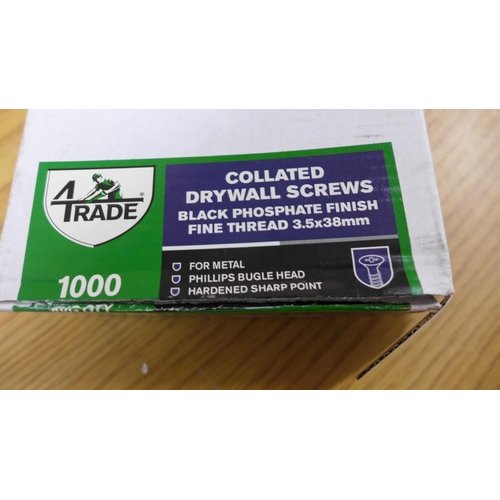 4TRADE®
1000
COLLATED
DRYWALL SCREWS
BLACK PHOSPHATE FINISH
FINE THREAD 3.5x38mm
FOR METAL
PHILLIPS BUGLE HEAD
HARDENED SHARP POINT